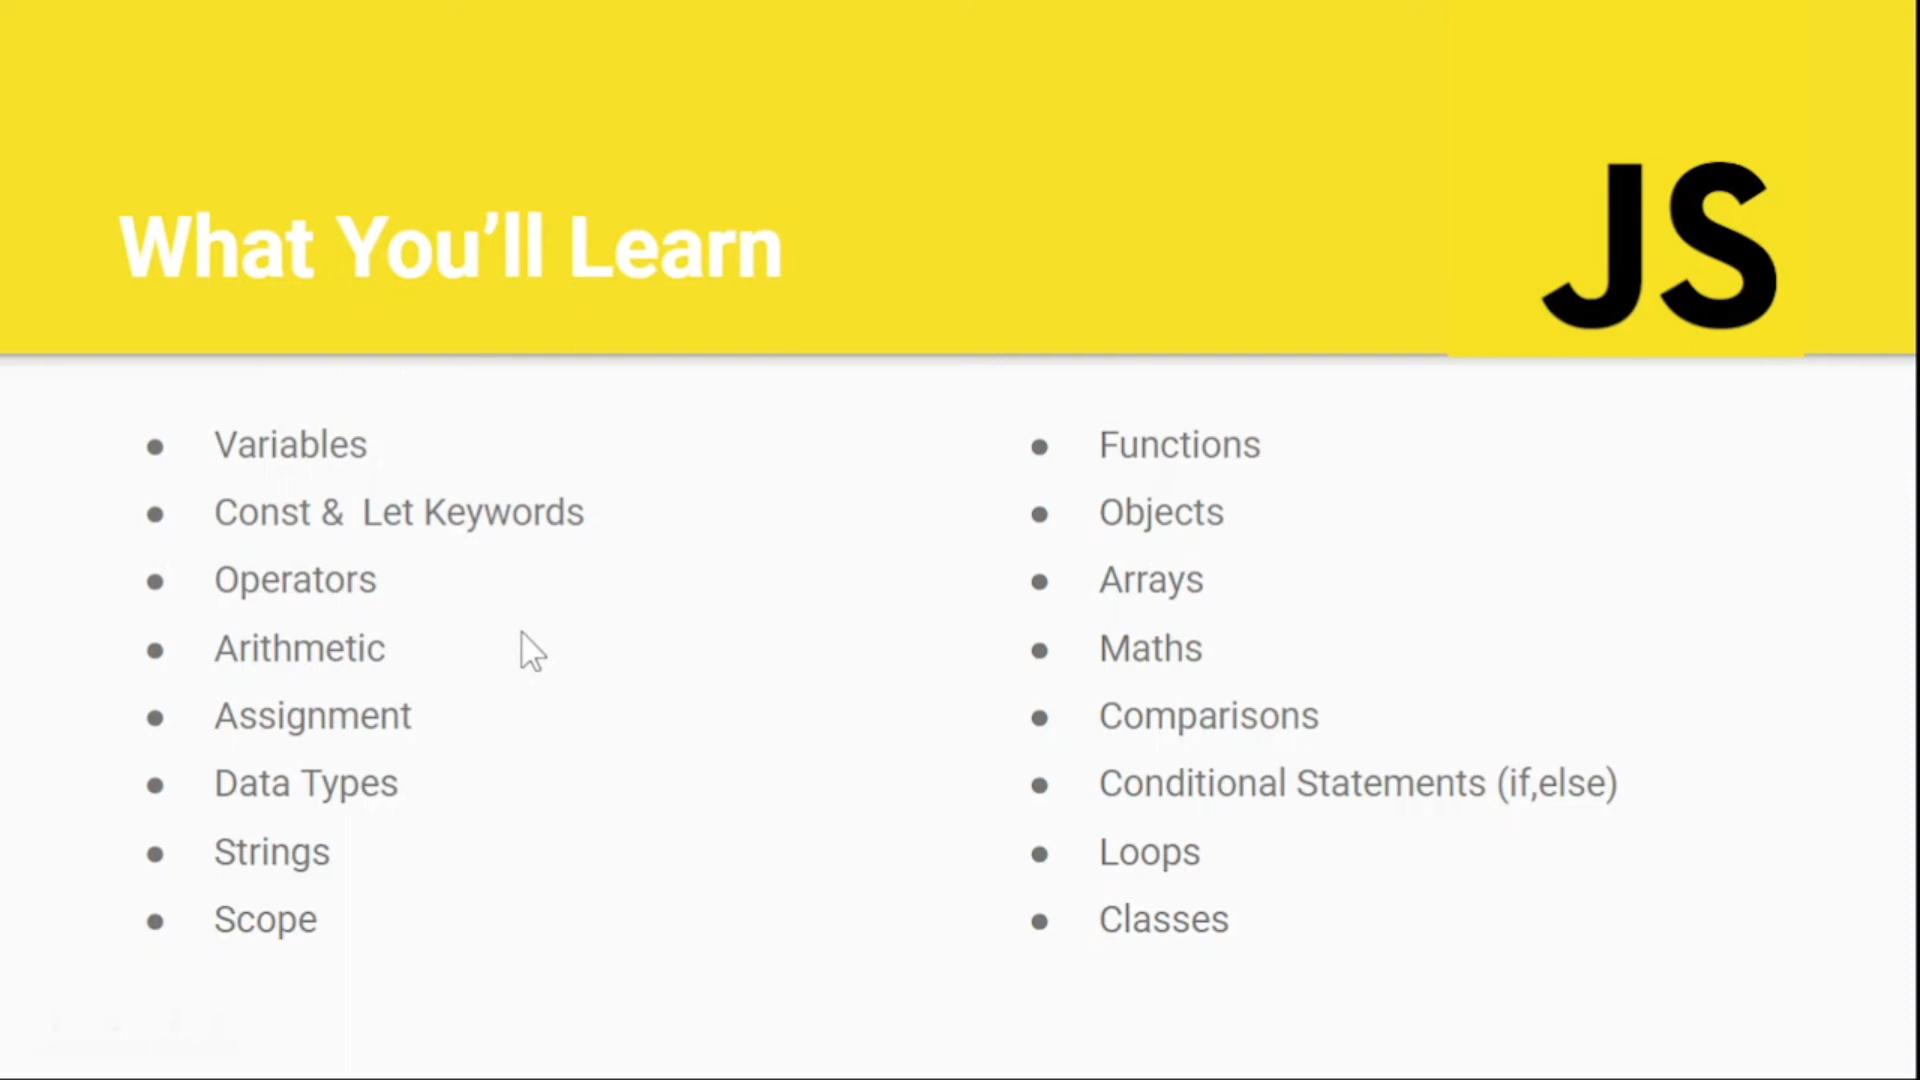 What You’ll Learn
JS
Variables
Const & Let Keywords
Operators
Arithmetic
Assignment
Data Types
Strings
Scope
Functions
Objects
Arrays
Maths
Comparisons
Conditional Statements (if,else)
Loops
Classes